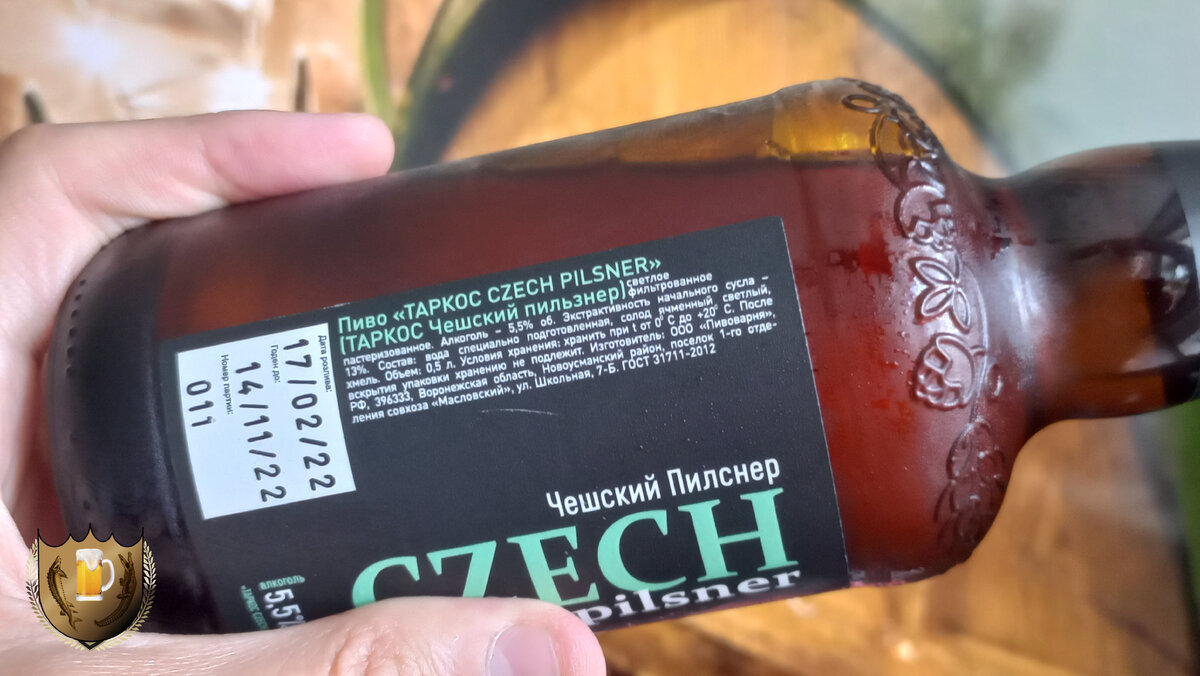 Пиво «ТАРКОС CZECH PILSNER»
(ТАРКОС Чешский пильзнер) светлое
пастеризованное. Алкоголь – 5,5% об. Экстрактивность начального сусла – фильтрованное
13%. Состав: вода специально подготовленная, солод ячменный светлый,
хмель. Объем: 0,5 л. Условия хранения: хранить при t от 0°С до +20°С. После
вскрытия упаковки хранению не подлежит. Изготовитель: ООО «Пивоварня»,
РФ, 396333, Воронежская область, Новоусманский район, поселок 1-го отде-
ления совхоза «Масловский», ул. Школьная, 7-Б. ГОСТ 31711-2012
Дата розлива:
17/02/22
Годен до:
14/11/22
Номер партии:
011
Чешский Пилснер
CZECH
pilsner
алкоголь
5,5%